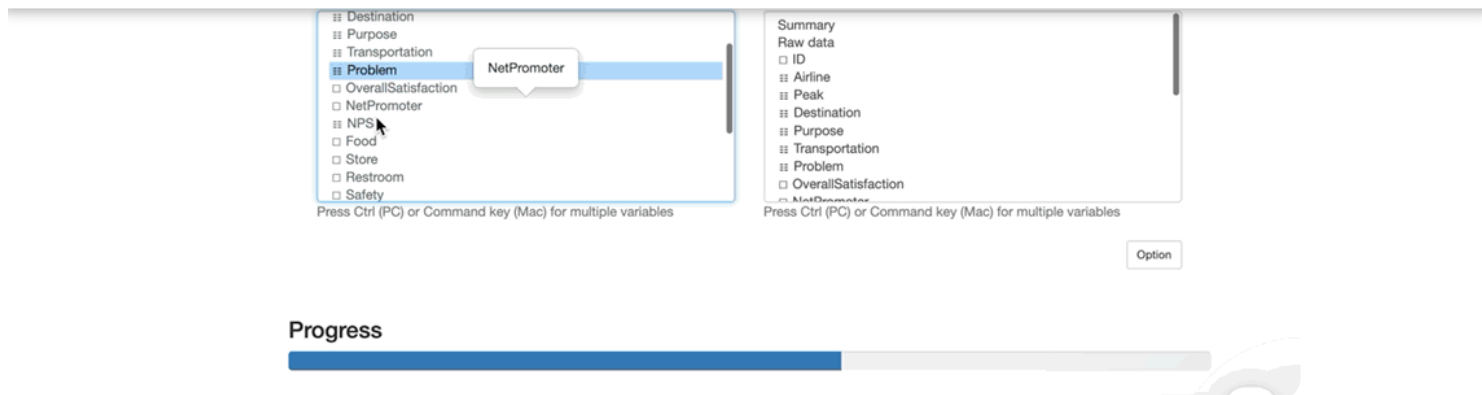 Destination
Purpose
Transportation
Problem
NetPromoter
OverallSatisfaction
NetPromoter
NPS
Food
Store
Restroom
Safety
Press Ctrl (PC) or Command key (Mac) for multiple variables
Summary
Raw data
ID
Airline
Peak
Destination
Purpose
Transportation
Problem
OverallSatisfaction
NetPromoter
Press Ctrl (PC) or Command key (Mac) for multiple variables
Option
Progress